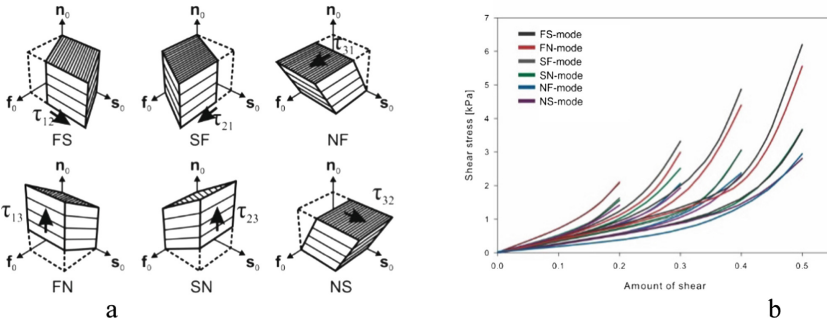 n₀
n₀
n₀
f₀
s₀
f₀
s₀
f₀
s₀
τ₁₂
τ₂₁
τ₃₁
FS
SF
NF
n₀
n₀
n₀
τ₁₃
τ₂₃
τ₃₂
f₀
s₀
f₀
s₀
f₀
s₀
FN
SN
NS
a
7
6
5
4
3
2
1
0
Shear stress [kPa]
FS-mode
FN-mode
SF-mode
SN-mode
NF-mode
NS-mode
0.0 0.1 0.2 0.3 0.4 0.5
Amount of shear
b